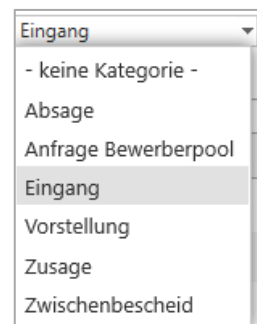 Eingang
- keine Kategorie -
Absage
Anfrage Bewerberpool
Eingang
Vorstellung
Zusage
Zwischenbescheid